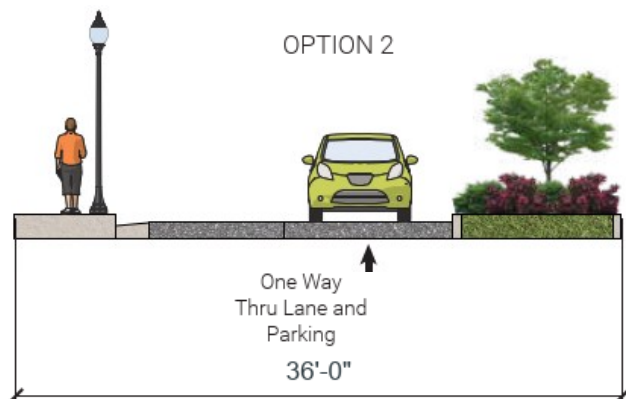 OPTION 2
One Way
Thru Lane and
Parking
36'-0"